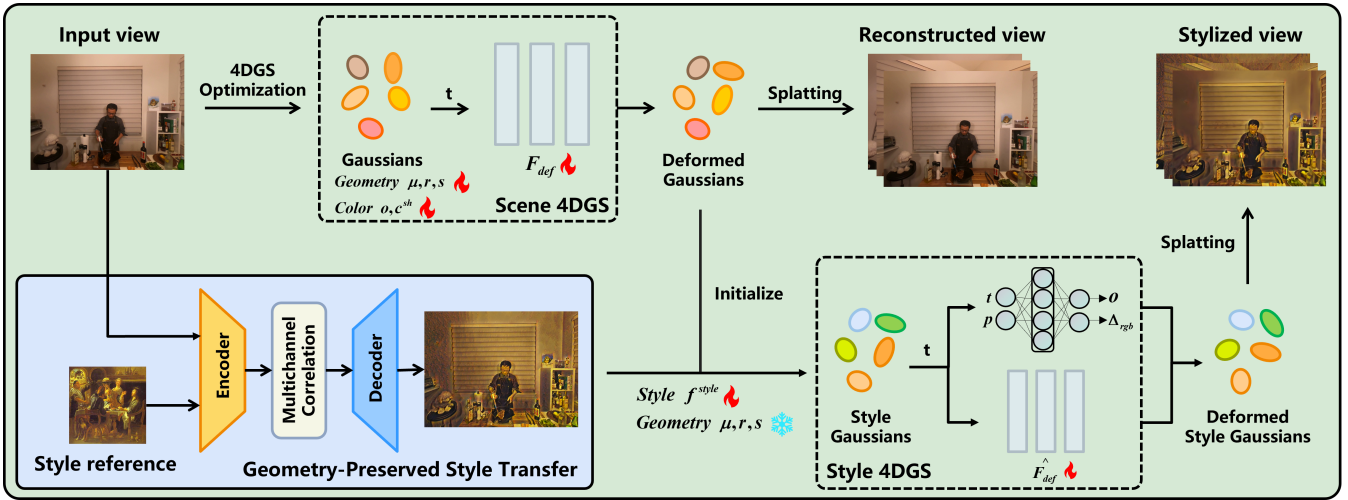 Input view
4DGS
Optimization
t
Gaussians
Geometry μ,r,s
Color o,c^sh
F_def
Scene 4DGS
Deformed
Gaussians
Splatting
Reconstructed view
Stylized view
Splatting
Initialize
Style reference
Encoder
Multichannel
Correlation
Decoder
Geometry-Preserved Style Transfer
Style f^style
Geometry μ,r,s
Style
Gaussians
t
t
p
O
Δ_rgb
F̂_def
Style 4DGS
Deformed
Style Gaussians